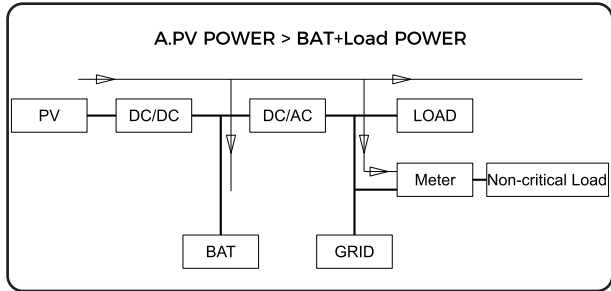 A.PV POWER > BAT+Load POWER
PV
DC/DC
DC/AC
LOAD
Meter
Non-critical Load
BAT
GRID